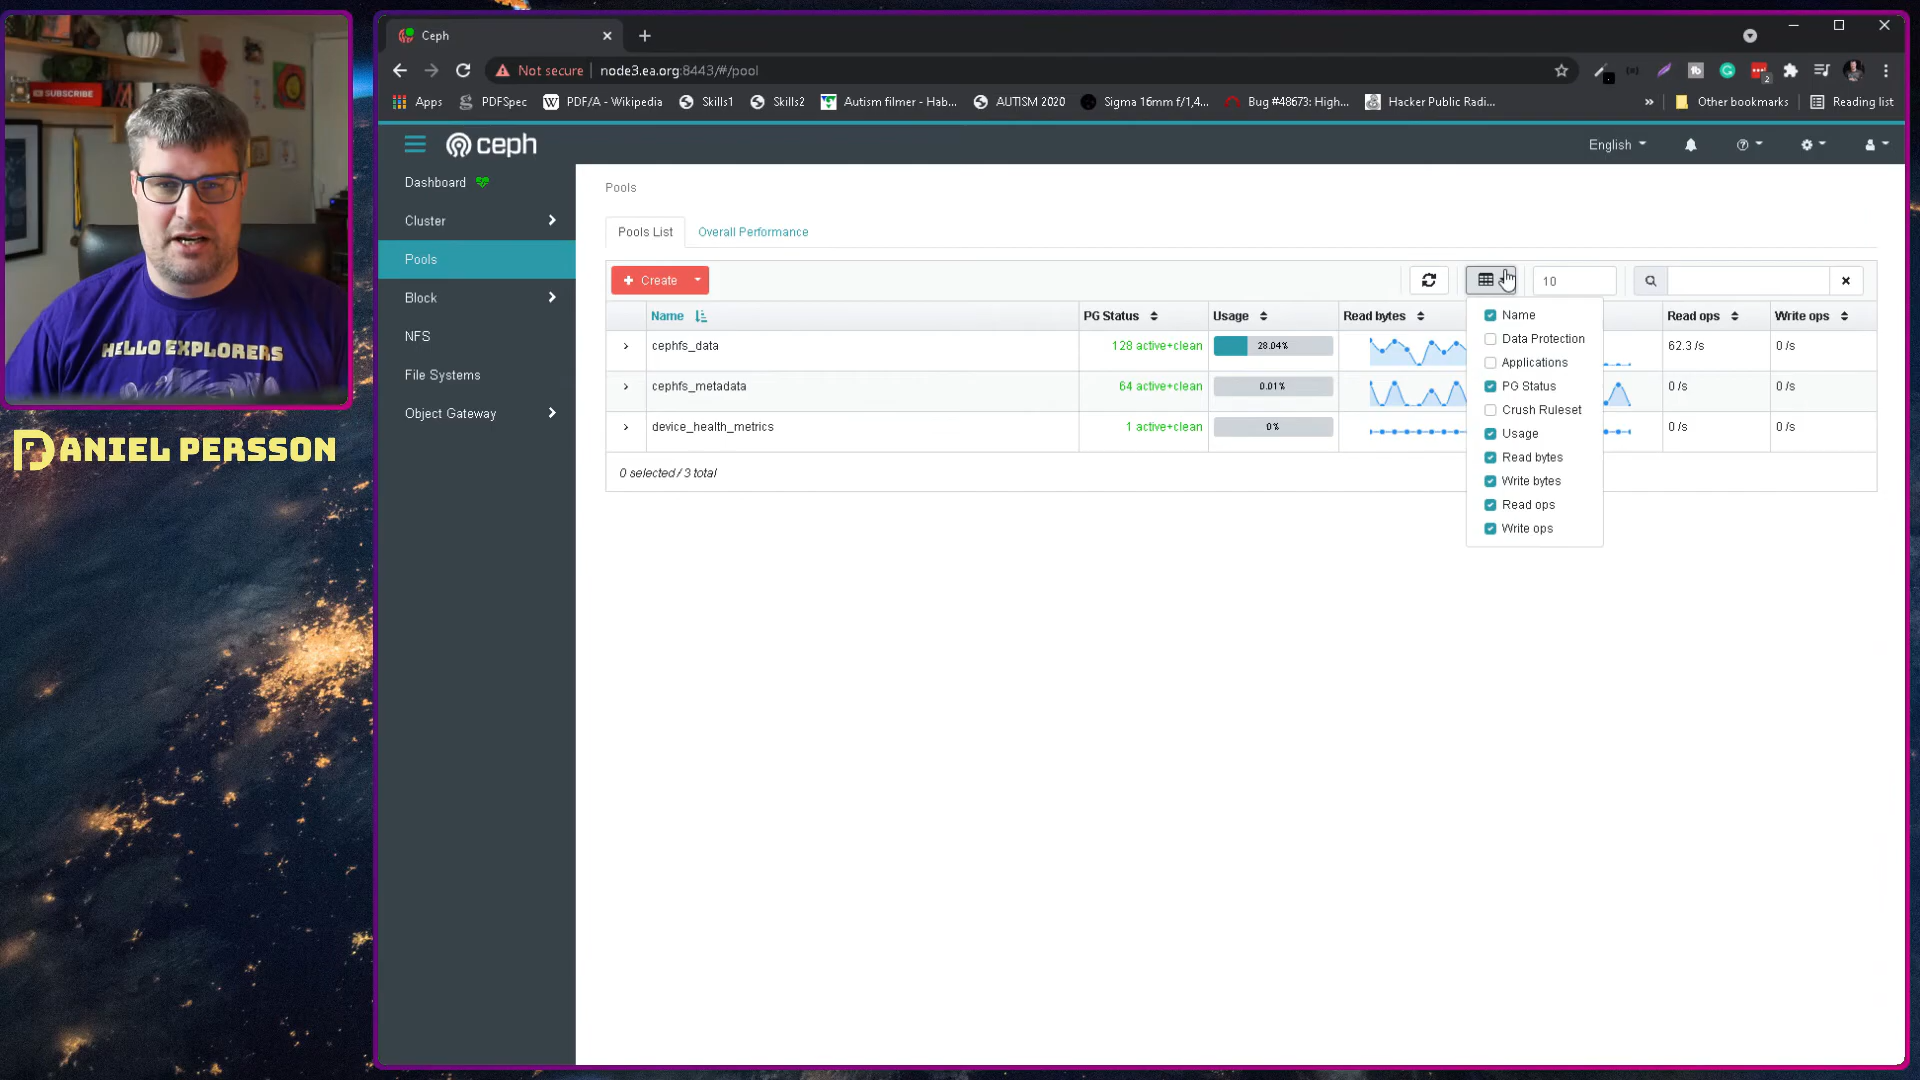 SUBSCRIBE
HELLO EXPLORERS
DANIEL PERSSON
Ceph
Not secure node3.ea.org:8443/#/pool
2
Apps PDFSpec PDF/A - Wikipedia Skills1 Skills2 Autism filmer - Hab... AUTISM 2020 Sigma 16mm f/1,4... Bug #48673: High... Hacker Public Radi... » Other bookmarks Reading list
ceph English
Dashboard
Cluster
Pools
Block
NFS
File Systems
Object Gateway
Pools
Pools List Overall Performance
+ Create 10
Name PG Status Usage Read bytes Read ops Write ops
cephfs_data 128 active+clean 28.04% 62.3 /s 0 /s
cephfs_metadata 64 active+clean 0.01% 0 /s 0 /s
device_health_metrics 1 active+clean 0% 0 /s 0 /s
0 selected / 3 total
Name
Data Protection
Applications
PG Status
Crush Ruleset
Usage
Read bytes
Write bytes
Read ops
Write ops